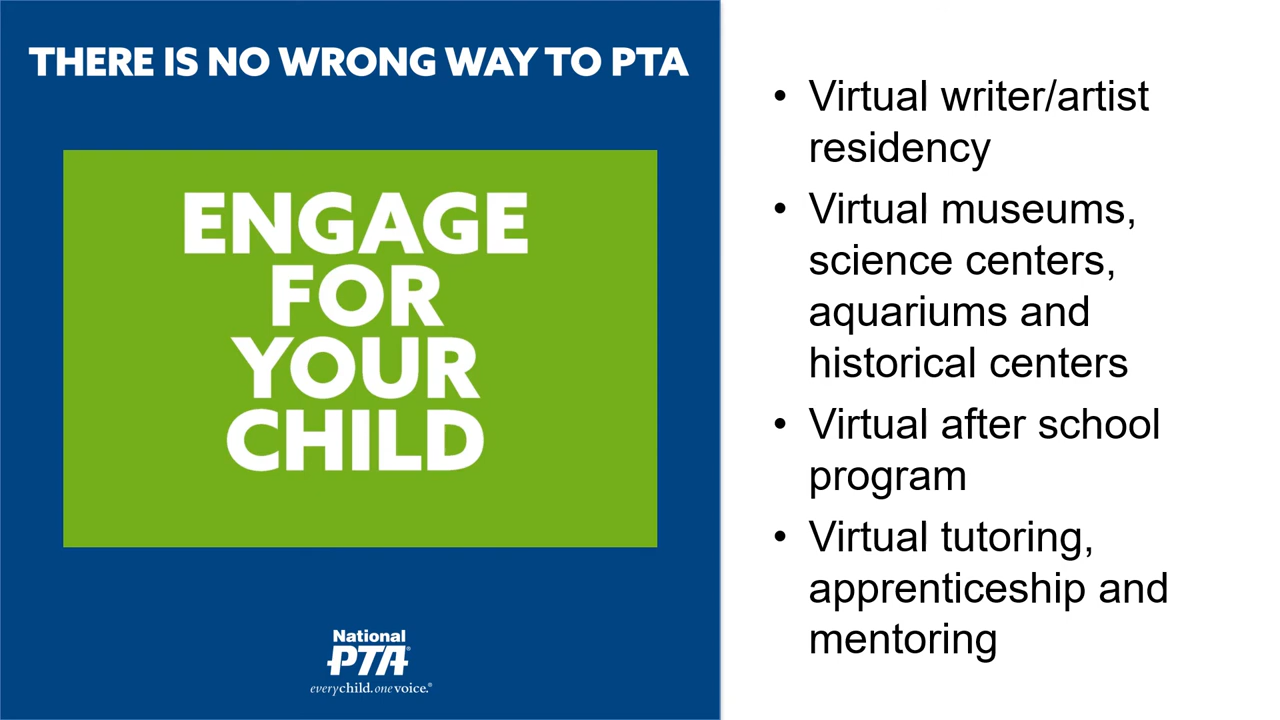 THERE IS NO WRONG WAY TO PTA
ENGAGE
FOR
YOUR
CHILD
National
PTA®
everychild.onevoice.®
• Virtual writer/artist
residency
• Virtual museums,
science centers,
aquariums and
historical centers
• Virtual after school
program
• Virtual tutoring,
apprenticeship and
mentoring